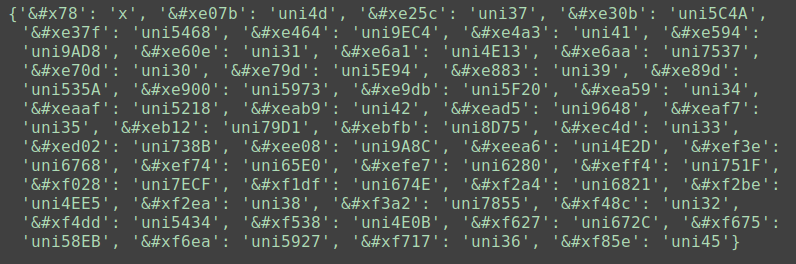 {'&#x78': 'x', '&#xe07b': 'uni4d', '&#xe25c': 'uni37', '&#xe30b': 'uni5C4A',
'&#xe37f': 'uni5468', '&#xe464': 'uni9EC4', '&#xe4a3': 'uni41', '&#xe594':
'uni9AD8', '&#xe60e': 'uni31', '&#xe6a1': 'uni4E13', '&#xe6aa': 'uni7537',
'&#xe70d': 'uni30', '&#xe79d': 'uni5E94', '&#xe883': 'uni39', '&#xe89d':
'uni535A', '&#xe900': 'uni5973', '&#xe9db': 'uni5F20', '&#xea59': 'uni34',
'&#xeaaf': 'uni5218', '&#xeab9': 'uni42', '&#xead5': 'uni9648', '&#xeaf7':
'uni35', '&#xeb12': 'uni79D1', '&#xebfb': 'uni8D75', '&#xec4d': 'uni33',
'&#xed02': 'uni738B', '&#xee08': 'uni9A8C', '&#xeea6': 'uni4E2D', '&#xef3e':
'uni6768', '&#xef74': 'uni65E0', '&#xefe7': 'uni6280', '&#xeff4': 'uni751F',
'&#xf028': 'uni7ECF', '&#xf1df': 'uni674E', '&#xf2a4': 'uni6821', '&#xf2be':
'uni4EE5', '&#xf2ea': 'uni38', '&#xf3a2': 'uni7855', '&#xf48c': 'uni32',
'&#xf4dd': 'uni5434', '&#xf538': 'uni4E0B', '&#xf627': 'uni672C', '&#xf675':
'uni58EB', '&#xf6ea': 'uni5927', '&#xf717': 'uni36', '&#xf85e': 'uni45'}